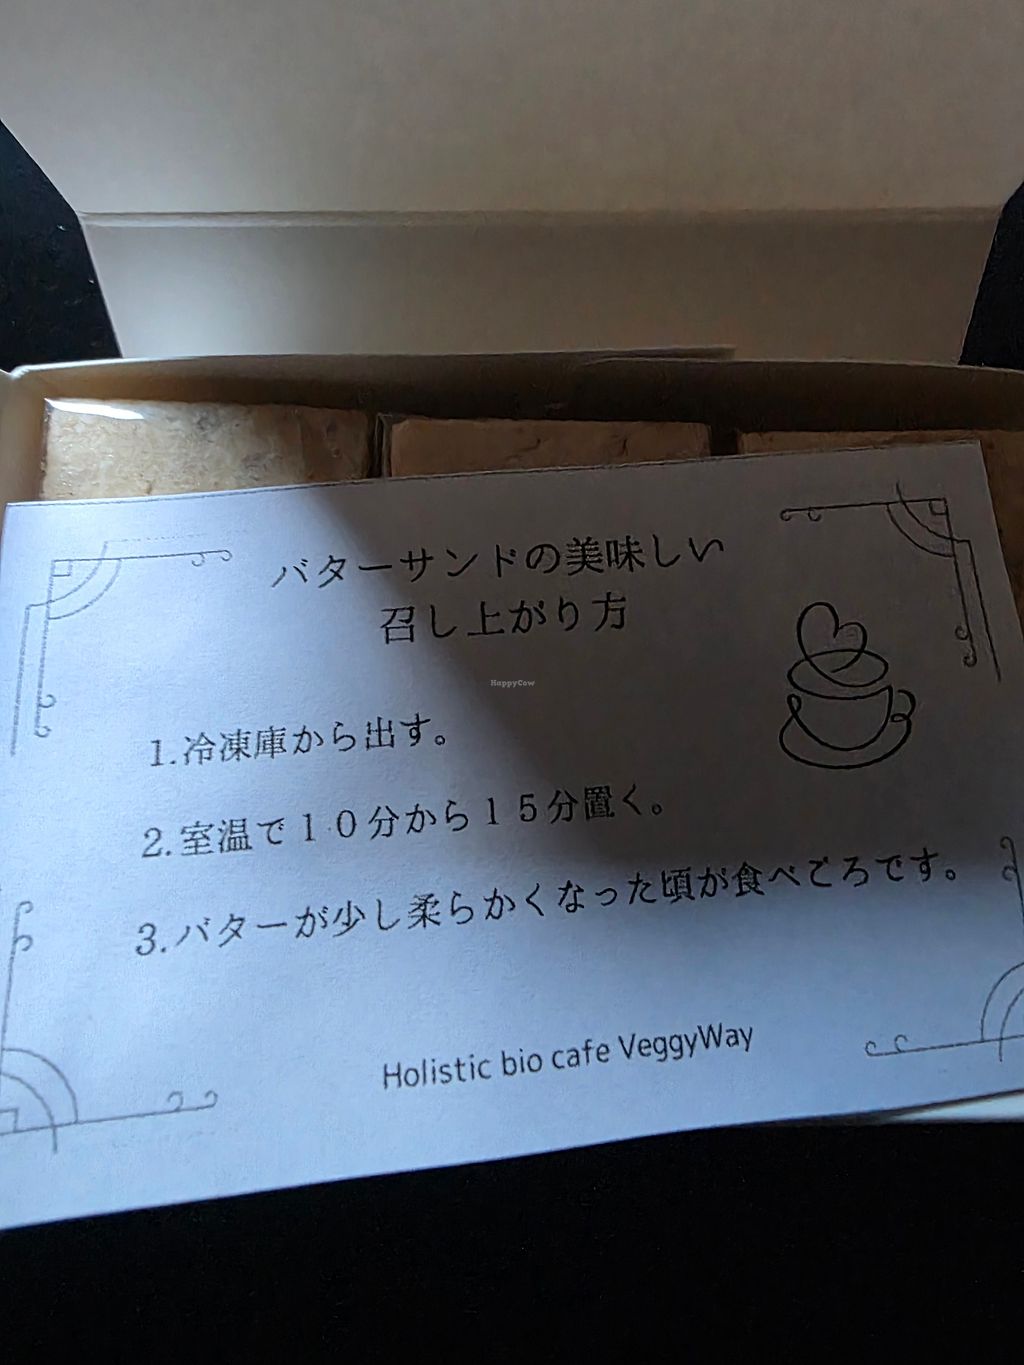 バターサンドの美味しい
召し上がり方
HappyCow
1.冷凍庫から出す。
2.室温で１０分から１５分置く。
3.バターが少し柔らかくなった頃が食べごろです。
Holistic bio cafe VeggyWay